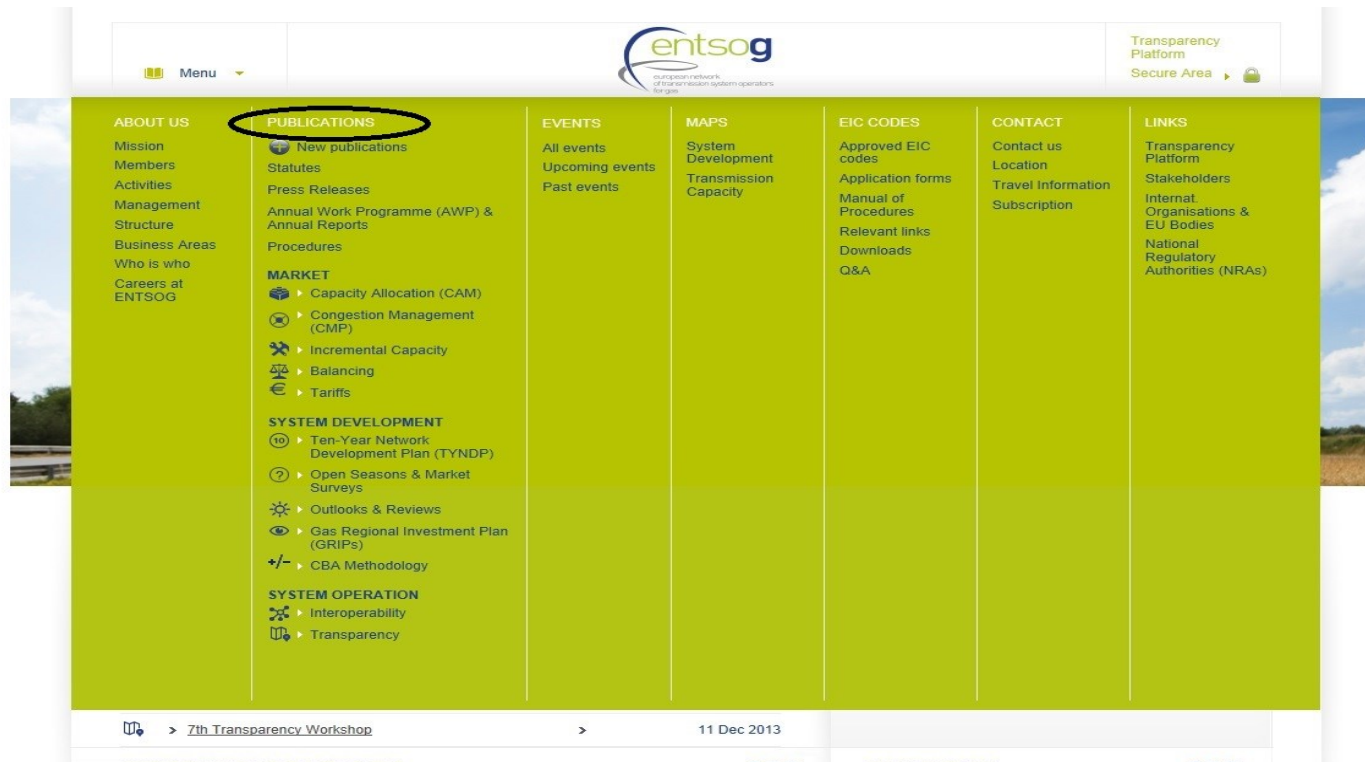 Menu
entsog
european network
of transmission system operators
for gas
Transparency
Platform
Secure Area
ABOUT US
Mission
Members
Activities
Management
Structure
Business Areas
Who is who
Careers at
ENTSOG
PUBLICATIONS
New publications
Statutes
Press Releases
Annual Work Programme (AWP) &
Annual Reports
Procedures
MARKET
Capacity Allocation (CAM)
Congestion Management
(CMP)
Incremental Capacity
Balancing
€ Tariffs
SYSTEM DEVELOPMENT
10 Ten-Year Network
Development Plan (TYNDP)
? Open Seasons & Market
Surveys
Outlooks & Reviews
Gas Regional Investment Plan
(GRIPs)
+/- CBA Methodology
SYSTEM OPERATION
Interoperability
Transparency
EVENTS
All events
Upcoming events
Past events
MAPS
System
Development
Transmission
Capacity
EIC CODES
Approved EIC
codes
Application forms
Manual of
Procedures
Relevant links
Downloads
Q&A
CONTACT
Contact us
Location
Travel Information
Subscription
LINKS
Transparency
Platform
Stakeholders
Internat.
Organisations &
EU Bodies
National
Regulatory
Authorities (NRAs)
> 7th Transparency Workshop > 11 Dec 2013